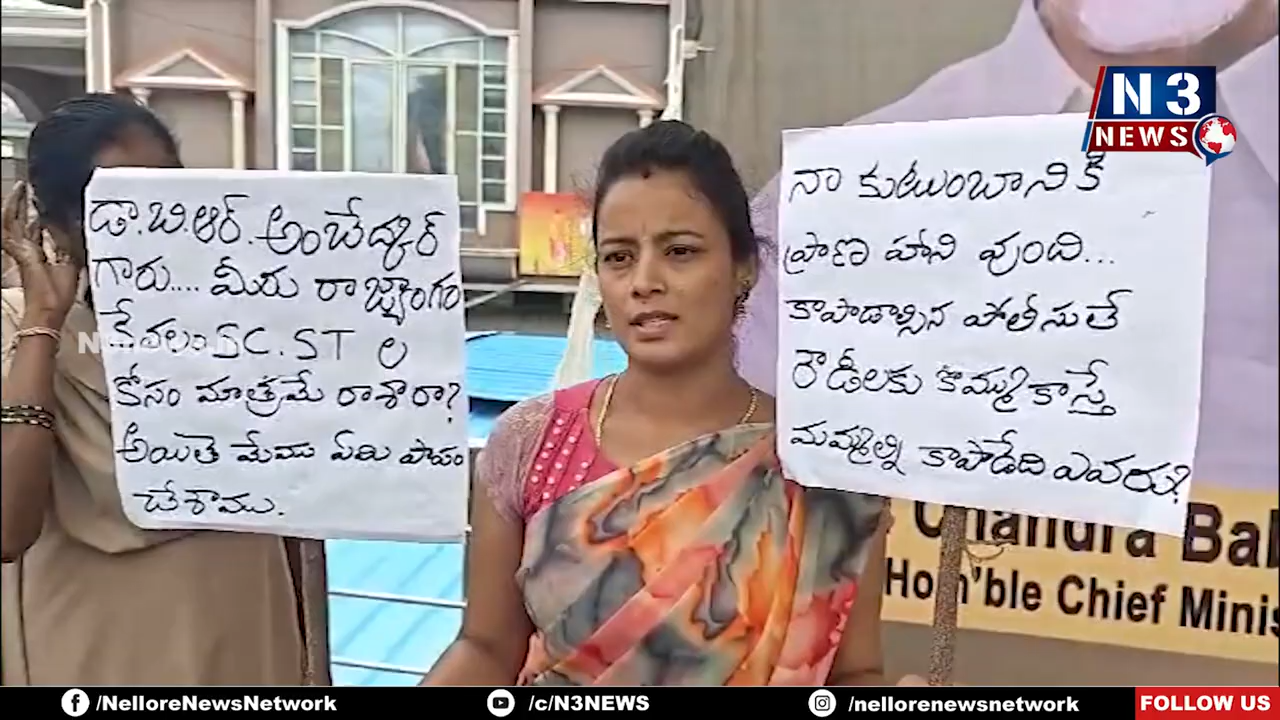 డా.బి.ఆర్. అంబేద్కర్
గారు.... మీరు రాజ్యాంగం
కేవలం SC.ST ల
కోసం మాత్రమే రాశారా?
అయితె మేము ఏమి పాపం
చేశాము.
నా కుటుంబానికి
ప్రాణ హాని వుంది...
కాపాడాల్సిన పోలీసులే
రౌడీలకు కొమ్ముకాస్తే
మమ్మల్ని కాపాడేది ఎవరు?
N3
NEWS
Chandra Bab
Hon'ble Chief Minis
/NelloreNewsNetwork
/c/N3NEWS
/nellorenewsnetwork
FOLLOW US